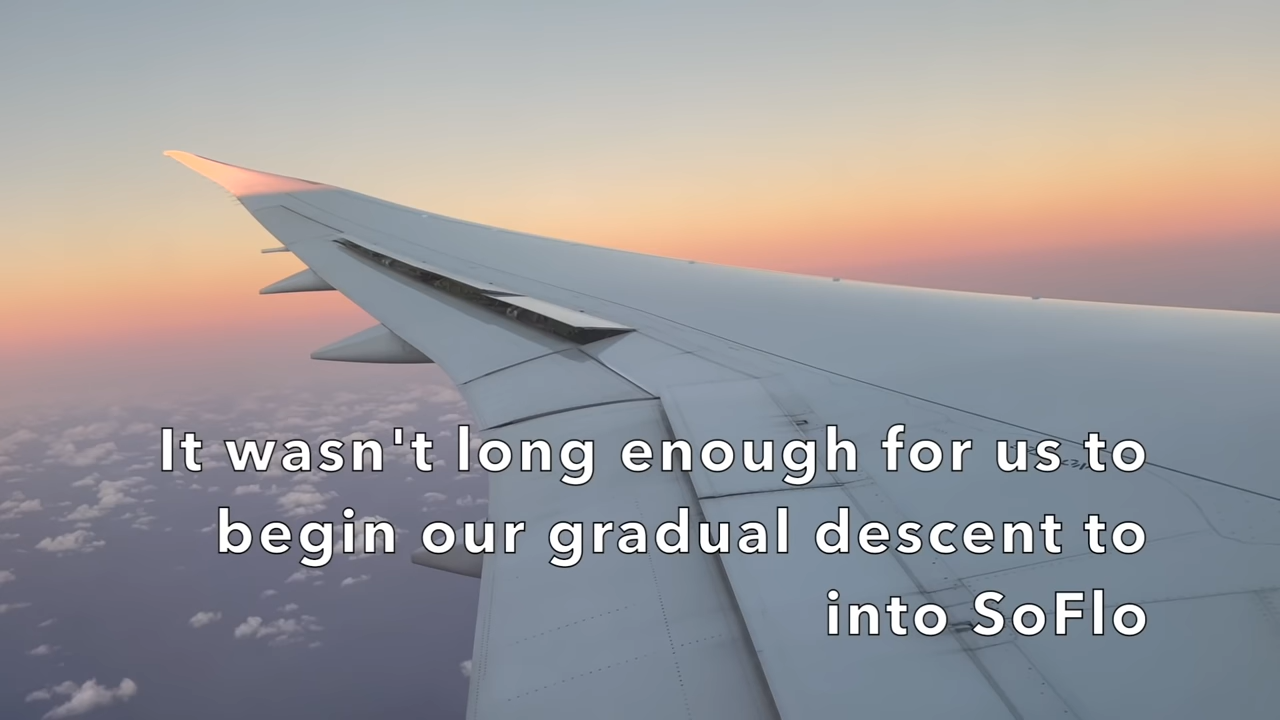 It wasn't long enough for us to
begin our gradual descent to
into SoFlo